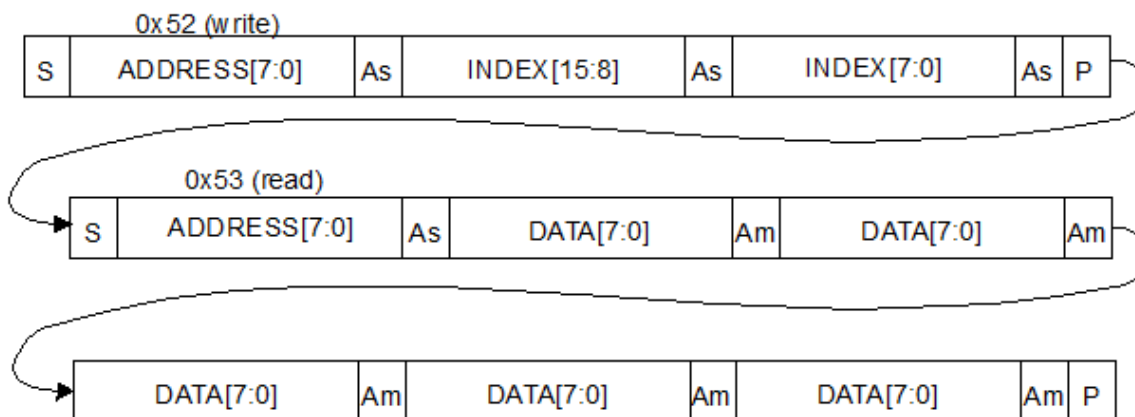 0x52 (write)
S ADDRESS[7:0] As INDEX[15:8] As INDEX[7:0] As P
0x53 (read)
S ADDRESS[7:0] As DATA[7:0] Am DATA[7:0] Am
DATA[7:0] Am DATA[7:0] Am DATA[7:0] Am P